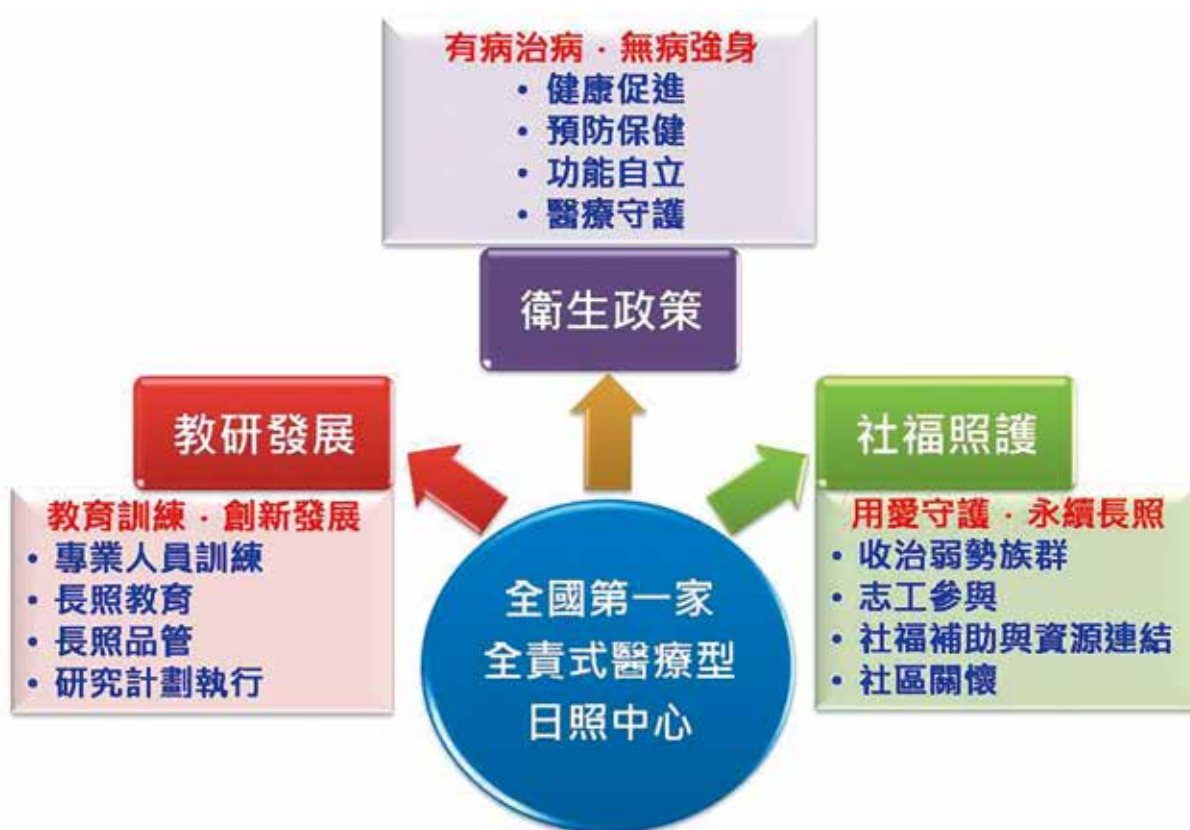 有病治病．無病強身
• 健康促進
• 預防保健
• 功能自立
• 醫療守護
衛生政策
教研發展
教育訓練．創新發展
• 專業人員訓練
• 長照教育
• 長照品管
• 研究計劃執行
社福照護
用愛守護．永續長照
• 收治弱勢族群
• 志工參與
• 社福補助與資源連結
• 社區關懷
全國第一家
全責式醫療型
日照中心